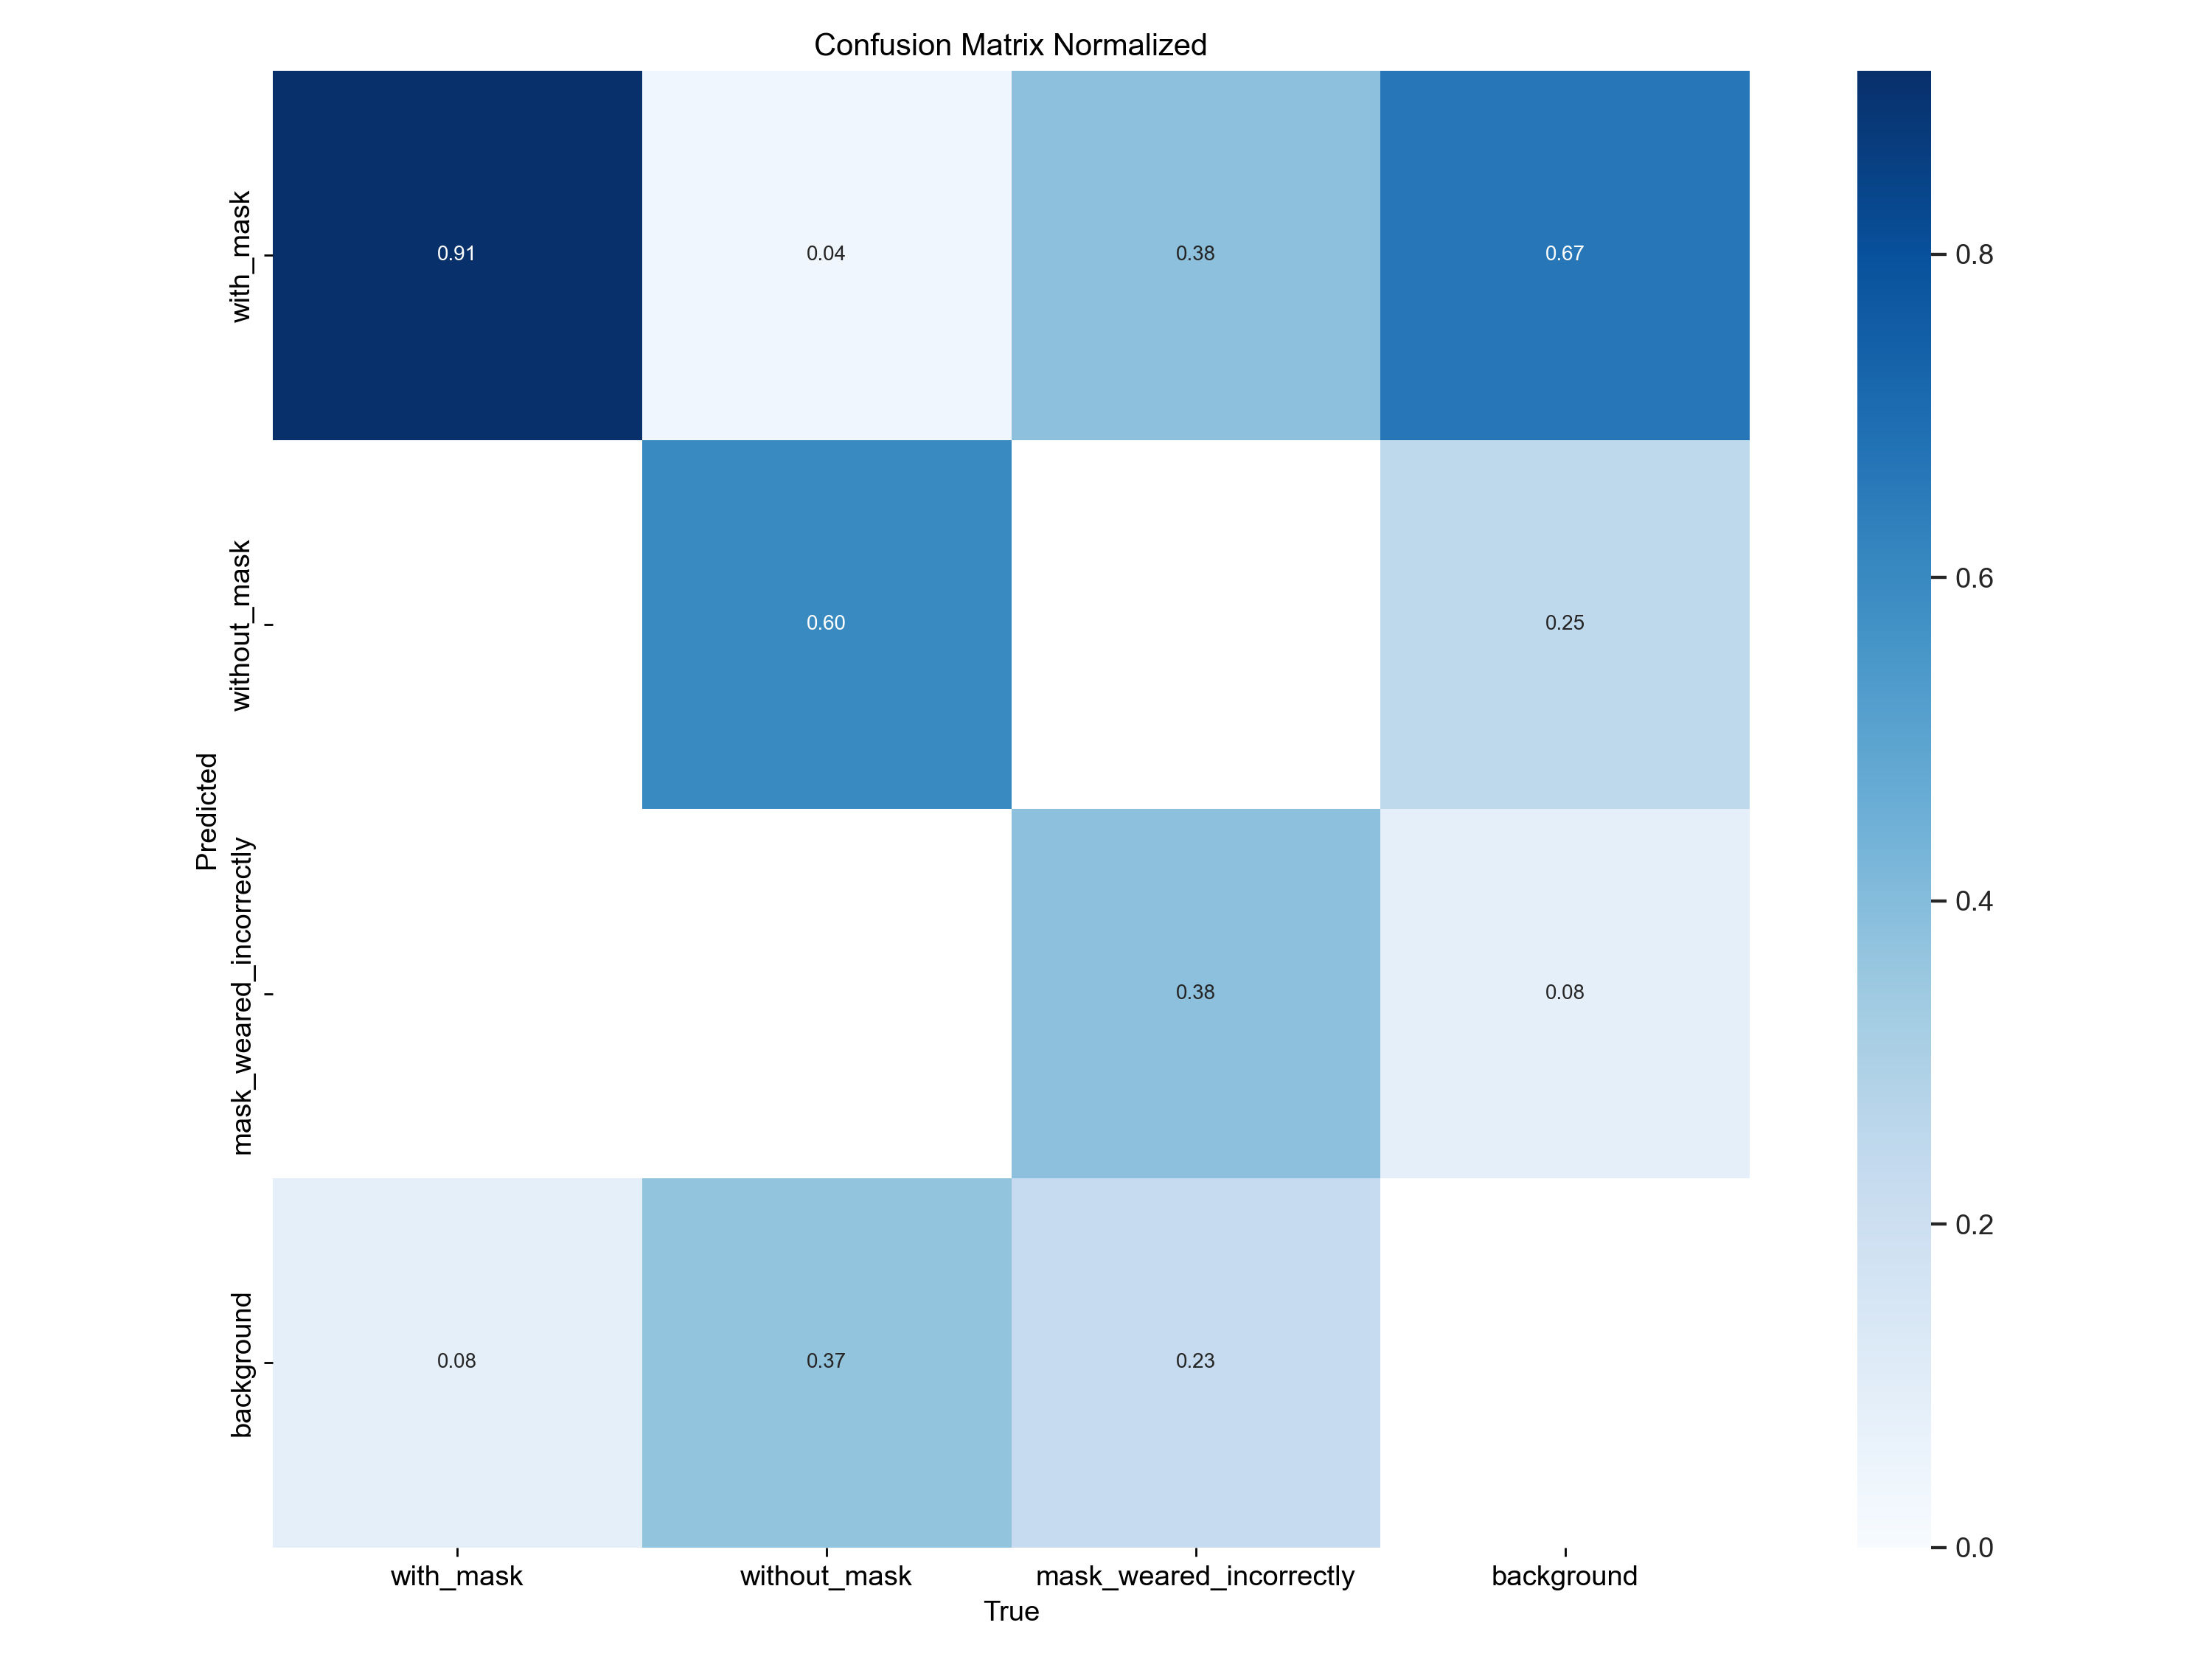 Confusion Matrix Normalized
with_mask
0.91
0.04
0.38
0.67
0.8
without_mask
0.60
0.25
0.6
Predicted
mask_weared_incorrectly
0.38
0.08
0.4
background
0.08
0.37
0.23
0.2
0.0
with_mask
without_mask
mask_weared_incorrectly
background
True